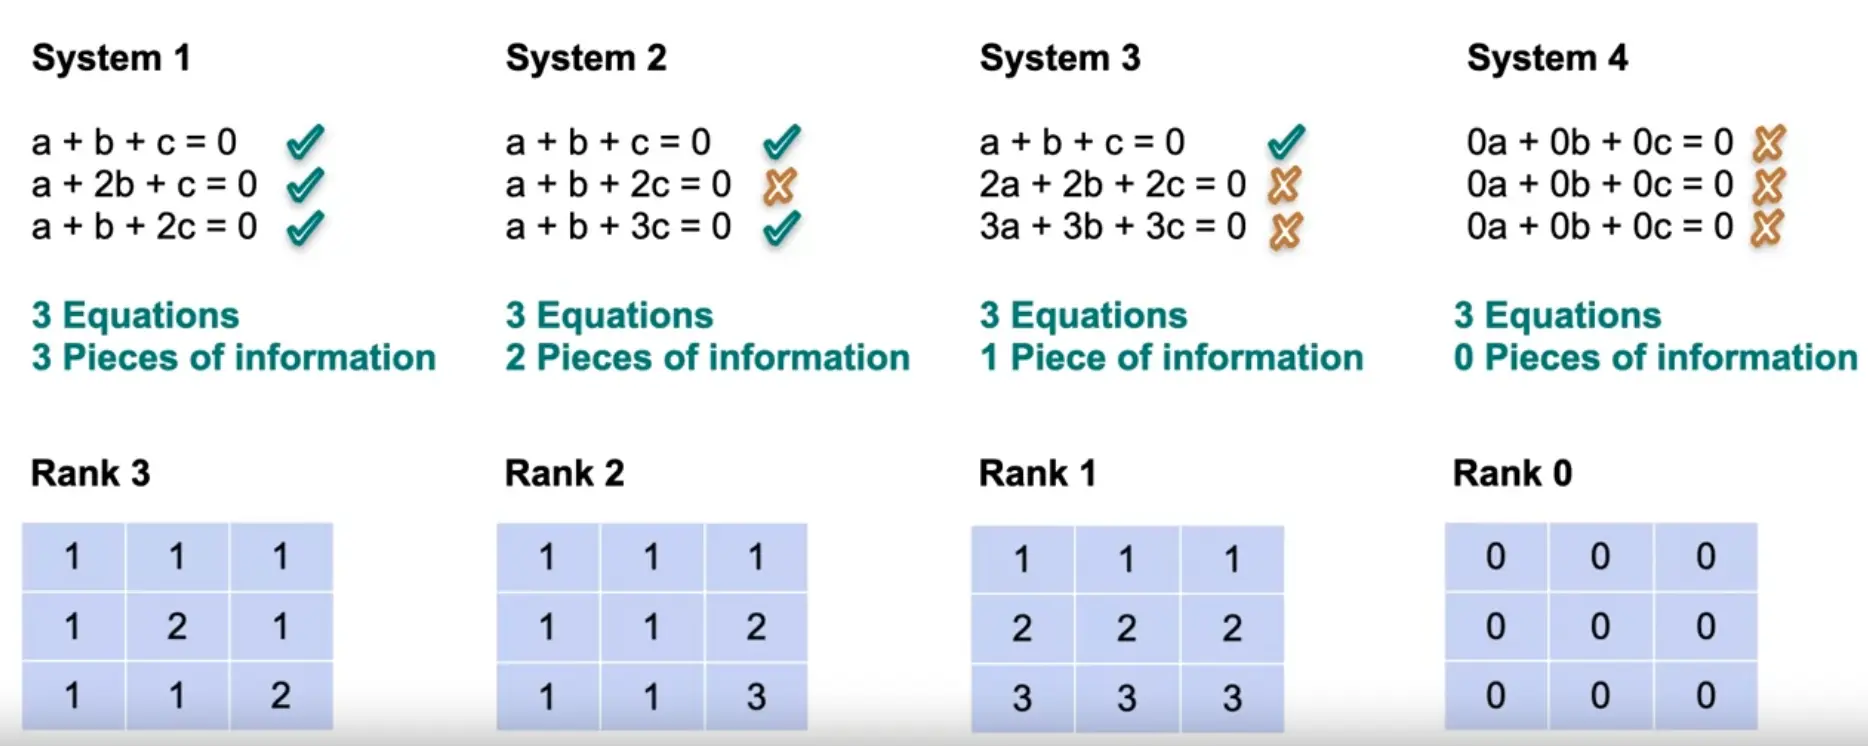 System 1
a + b + c = 0
a + 2b + c = 0
a + b + 2c = 0
3 Equations
3 Pieces of information
Rank 3
1 1 1
1 2 1
1 1 2
System 2
a + b + c = 0
a + b + 2c = 0
a + b + 3c = 0
3 Equations
2 Pieces of information
Rank 2
1 1 1
1 1 2
1 1 3
System 3
a + b + c = 0
2a + 2b + 2c = 0
3a + 3b + 3c = 0
3 Equations
1 Piece of information
Rank 1
1 1 1
2 2 2
3 3 3
System 4
0a + 0b + 0c = 0
0a + 0b + 0c = 0
0a + 0b + 0c = 0
3 Equations
0 Pieces of information
Rank 0
0 0 0
0 0 0
0 0 0